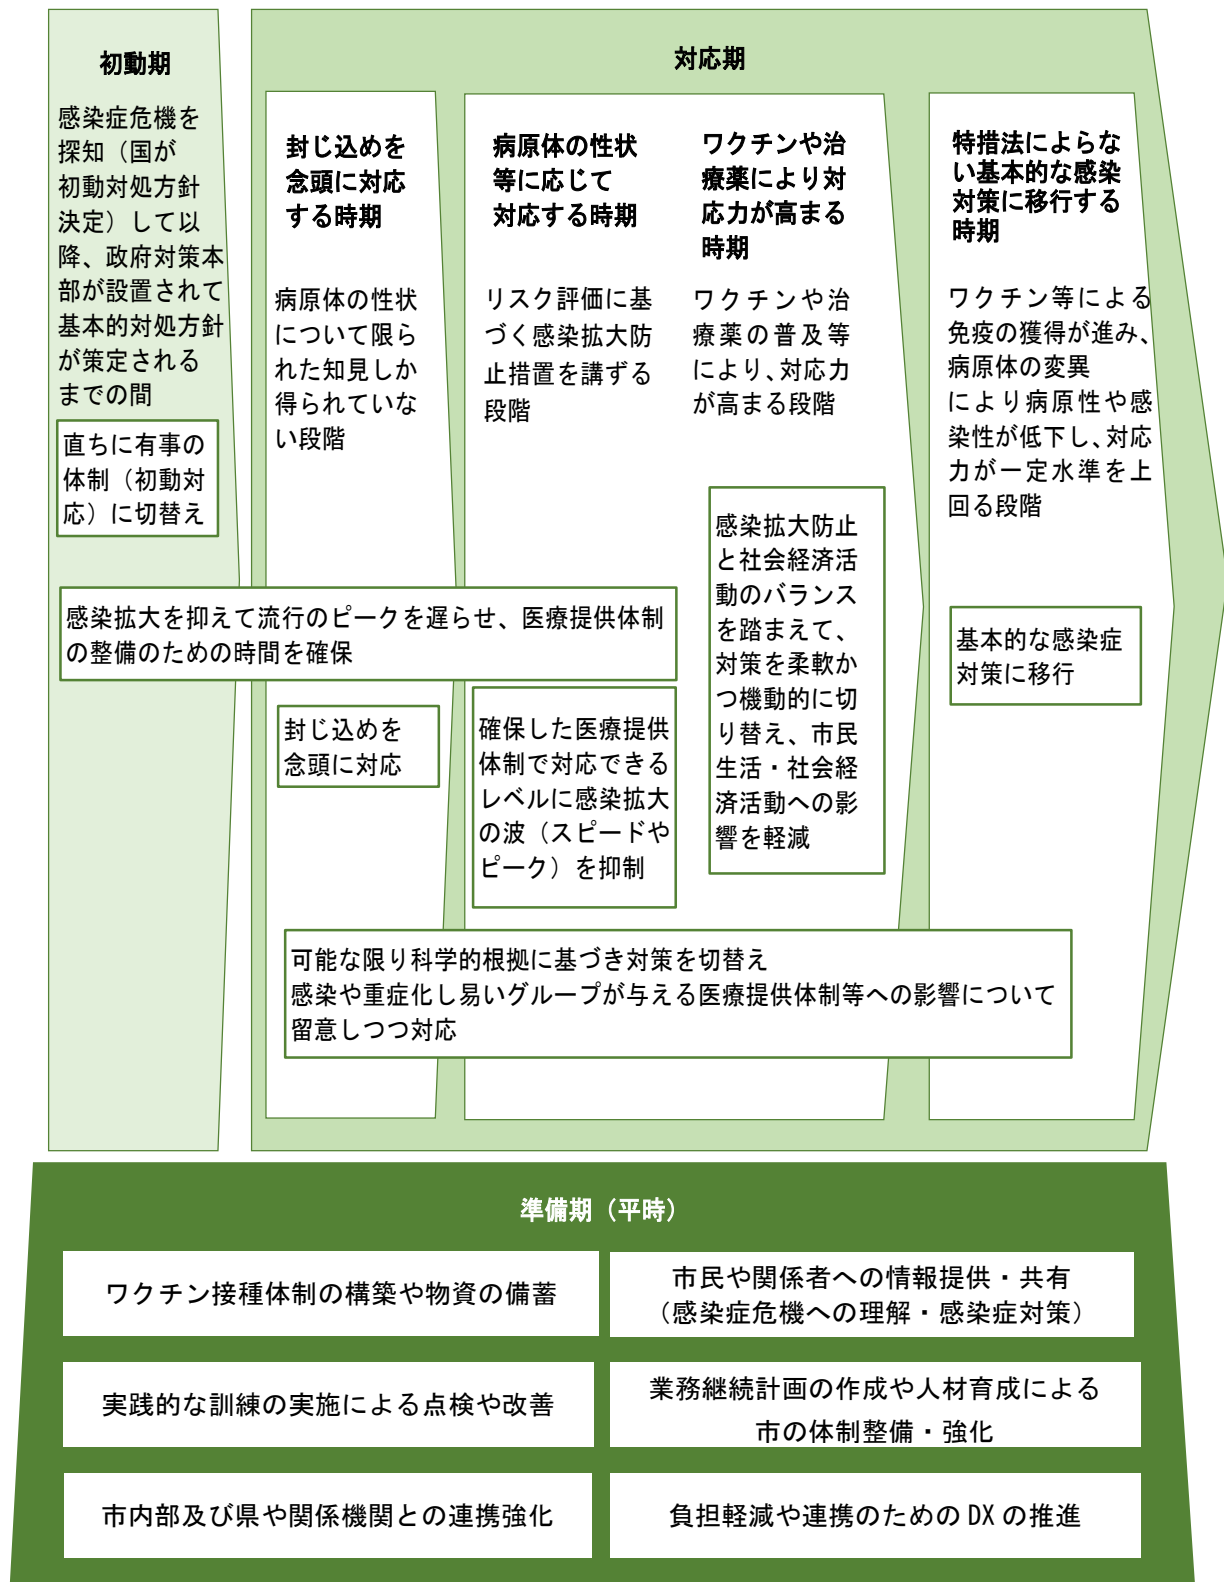 初動期
感染症危機を
探知（国が
初動対処方針
決定）して以
降、政府対策本
部が設置されて
基本的対処方針
が策定される
までの間
直ちに有事の
体制（初動対
応）に切替え
対応期
封じ込めを
念頭に対応
する時期
病原体の性状
について限ら
れた知見しか
得られていな
い段階
病原体の性状
等に応じて
対応する時期
リスク評価に基
づく感染拡大防
止措置を講ずる
段階
ワクチンや治
療薬により対
応力が高まる
時期
ワクチンや治
療薬の普及等
により、対応力
が高まる段階
特措法によらな
い基本的な感染
対策に移行する
時期
ワクチン等による
免疫の獲得が進み、
病原体の変異
により病原性や感
染性が低下し、対応
力が一定水準を上
回る段階
感染拡大を抑えて流行のピークを遅らせ、医療提供体制
の整備のための時間を確保
封じ込めを
念頭に対応
確保した医療提供
体制で対応できる
レベルに感染拡大
の波（スピードや
ピーク）を抑制
感染拡大防止
と社会経済活
動のバランス
を踏まえて、
対策を柔軟か
つ機動的に切
り替え、市民
生活・社会経
済活動への影
響を軽減
基本的な感染症
対策に移行
可能な限り科学的根拠に基づき対策を切替え
感染や重症化し易いグループが与える医療提供体制等への影響について
留意しつつ対応
準備期（平時）
ワクチン接種体制の構築や物資の備蓄
市民や関係者への情報提供・共有
（感染症危機への理解・感染症対策）
実践的な訓練の実施による点検や改善
業務継続計画の作成や人材育成による
市の体制整備・強化
市内部及び県や関係機関との連携強化
負担軽減や連携のための DX の推進